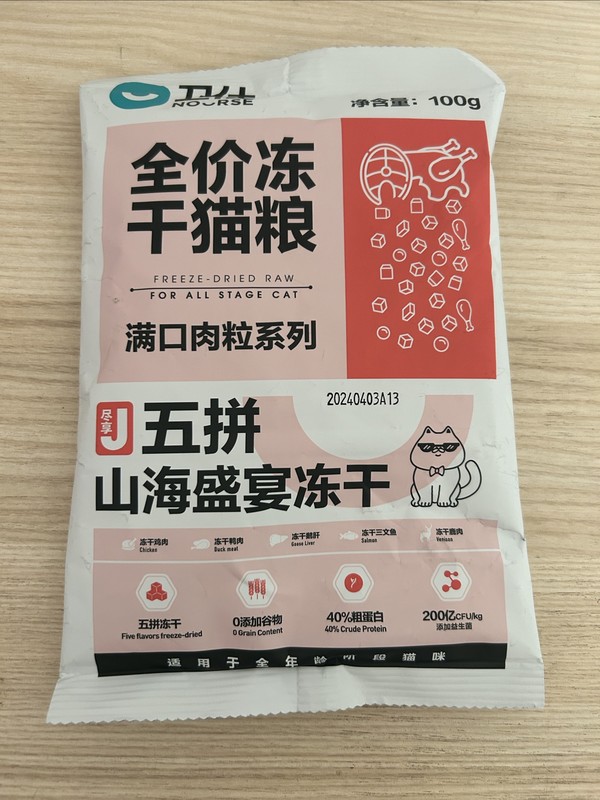 卫仕
NOURSE
净含量：100g
全价冻
干猫粮
FREEZE-DRIED RAW
FOR ALL STAGE CAT
满口肉粒系列
20240403A13
尽享
J
五拼
山海盛宴冻干
冻干鸡肉 冻干鸭肉 冻干鹅肝 冻干三文鱼 冻干鹿肉
Chicken Duck meat Goose Liver Salmon Venison
五拼冻干 0添加谷物 40%粗蛋白 200亿CFU/kg
Five flavors freeze-dried 0 Grain Content 40% Crude Protein 添加益生菌
适用于全年龄阶段猫咪